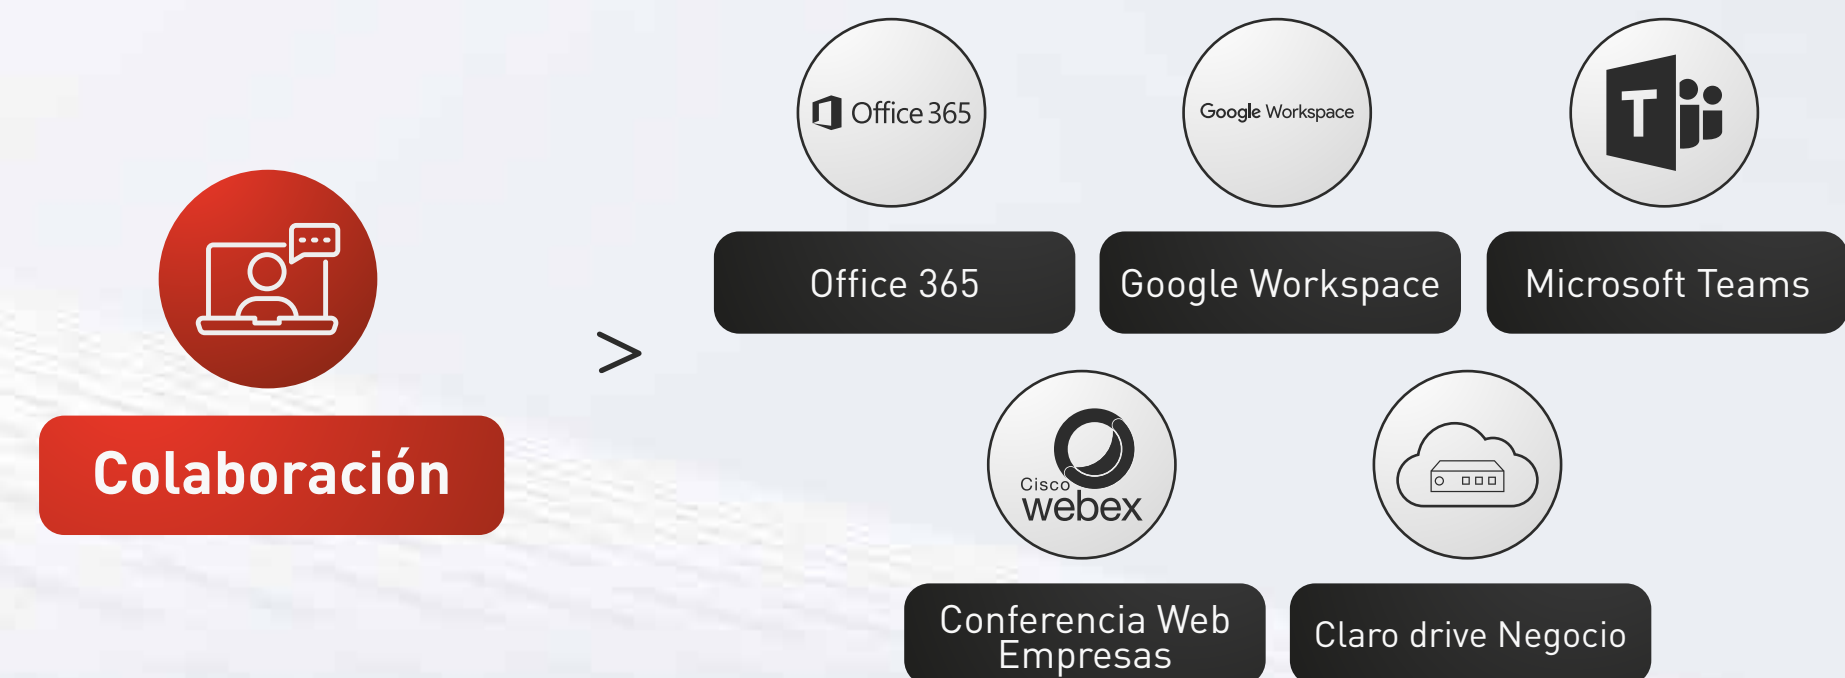 Office 365
Google Workspace
T
Office 365
Google Workspace
Microsoft Teams
>
Colaboración
Cisco
webex
Conferencia Web
Empresas
Claro drive Negocio